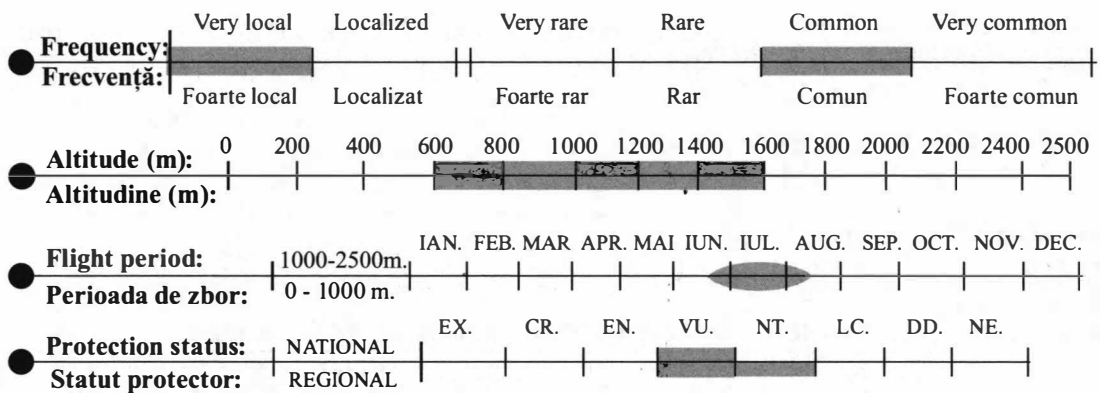 Very local Localized Very rare Rare Common Very common
Frequency:
Frecvență:
Foarte local Localizat Foarte rar Rar Comun Foarte comun
0 200 400 600 800 1000 1200 1400 1600 1800 2000 2200 2400 2500
Altitude (m):
Altitudine (m):
IAN. FEB. MAR APR. MAI IUN. IUL. AUG. SEP. OCT. NOV. DEC.
Flight period: 1000-2500m.
Perioada de zbor: 0 - 1000 m.
EX. CR. EN. VU. NT. LC. DD. NE.
Protection status: NATIONAL
Statut protector: REGIONAL